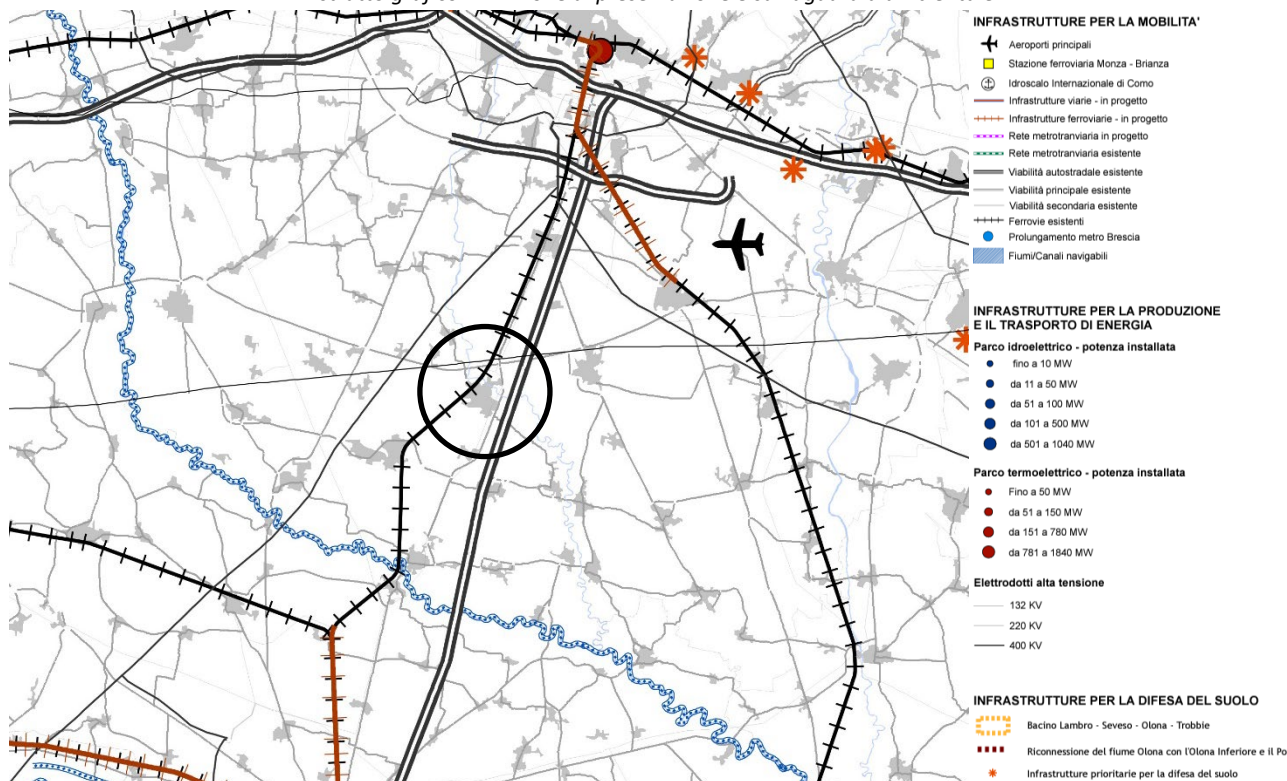 INFRASTRUTTURE PER LA MOBILITA'
Aeroporti principali
Stazione ferroviaria Monza - Brianza
Idroscalo Internazionale di Como
Infrastrutture viarie - in progetto
Infrastrutture ferroviarie - in progetto
Rete metrotranviaria in progetto
Rete metrotranviaria esistente
Viabilità autostradale esistente
Viabilità principale esistente
Viabilità secondaria esistente
Ferrovie esistenti
Prolungamento metro Brescia
Fiumi/Canali navigabili
INFRASTRUTTURE PER LA PRODUZIONE
E IL TRASPORTO DI ENERGIA
Parco idroelettrico - potenza installata
fino a 10 MW
da 11 a 50 MW
da 51 a 100 MW
da 101 a 500 MW
da 501 a 1040 MW
Parco termoelettrico - potenza installata
Fino a 50 MW
da 51 a 150 MW
da 151 a 780 MW
da 781 a 1840 MW
Elettrodotti alta tensione
132 KV
220 KV
400 KV
INFRASTRUTTURE PER LA DIFESA DEL SUOLO
Bacino Lambro - Seveso - Olona - Trobbie
Riconnessione del fiume Olona con l'Olona Inferiore e il Po
Infrastrutture prioritarie per la difesa del suolo